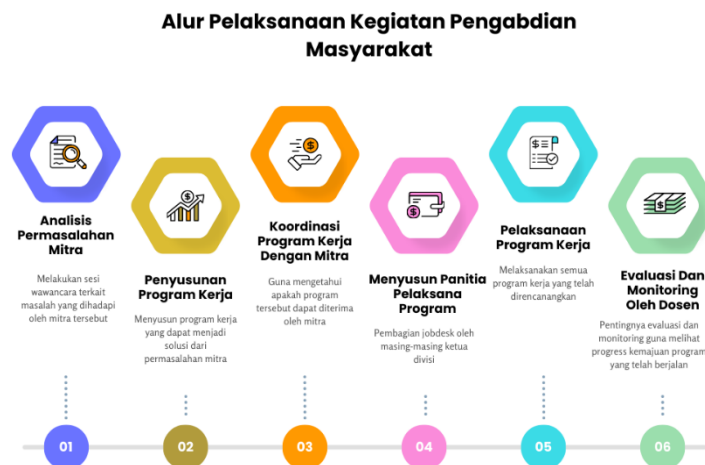 Alur Pelaksanaan Kegiatan Pengabdian
Masyarakat
Analisis
Permasalahan
Mitra
Melakukan sesi
wawancara terkait
masalah yang dihadapi
oleh mitra tersebut
01
Penyusunan
Program Kerja
Menyusun program kerja
yang dapat menjadi
solusi dari
permasalahan mitra
02
Koordinasi
Program Kerja
Dengan Mitra
Guna mengetahui
apakah program
tersebut dapat diterima
oleh mitra
03
Menyusun Panitia
Pelaksana
Program
Pembagian jobdesk oleh
masing-masing ketua
divisi
04
Pelaksanaan
Program Kerja
Melaksanakan semua
program kerja yang telah
direncanangkan
05
Evaluasi Dan
Monitoring
Oleh Dosen
Pentingnya evaluasi dan
monitoring guna melihat
progress kemajuan program
yang telah berjalan
06